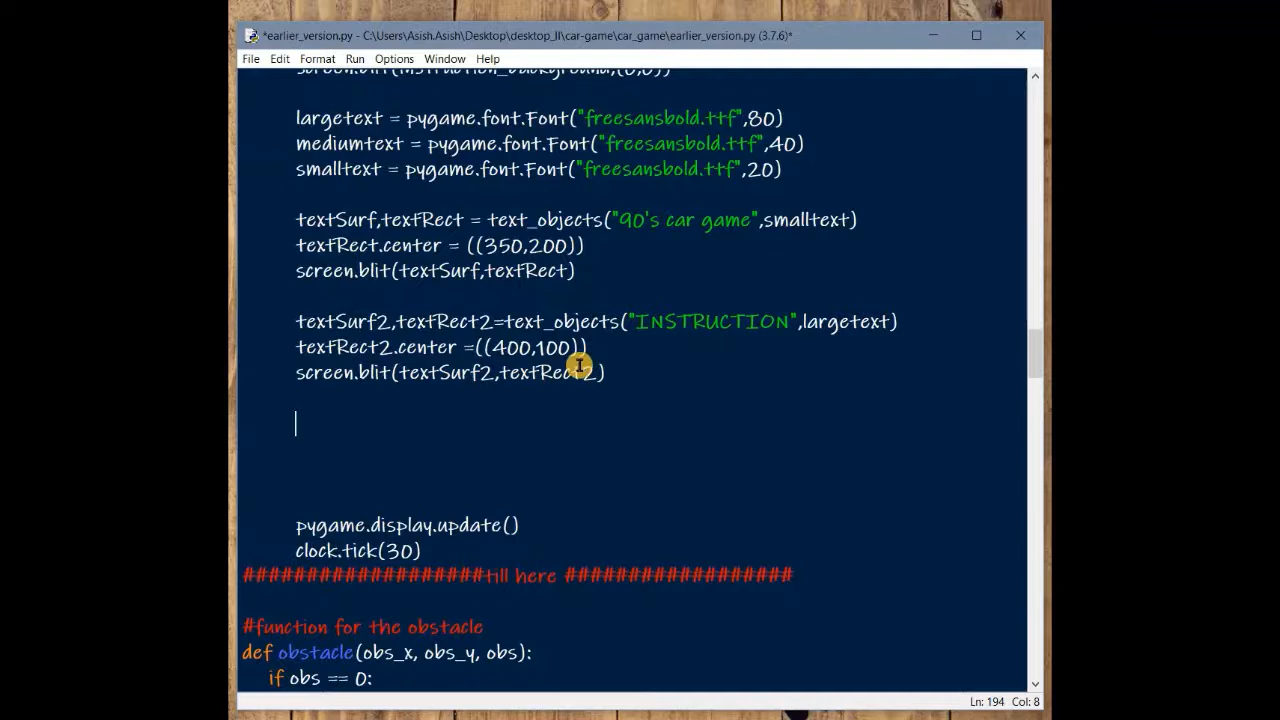 *earlier_version.py - C:\Users\Asish.Asish\Desktop\desktop_II\car-game\car_game\earlier_version.py (3.7.6)*
File Edit Format Run Options Window Help
screen.blit(instruction_background,(0,0))
largetext = pygame.font.Font("freesansbold.ttf",80)
mediumtext = pygame.font.Font("freesansbold.ttf",40)
smalltext = pygame.font.Font("freesansbold.ttf",20)
textSurf,textRect = text_objects("90's car game",smalltext)
textRect.center = ((350,200))
screen.blit(textSurf,textRect)
textSurf2,textRect2=text_objects("INSTRUCTION",largetext)
textRect2.center =((400,100))
screen.blit(textSurf2,textRect2)
pygame.display.update()
clock.tick(30)
###################till here ##################
#function for the obstacle
def obstacle(obs_x, obs_y, obs):
if obs == 0:
Ln: 194 Col: 8